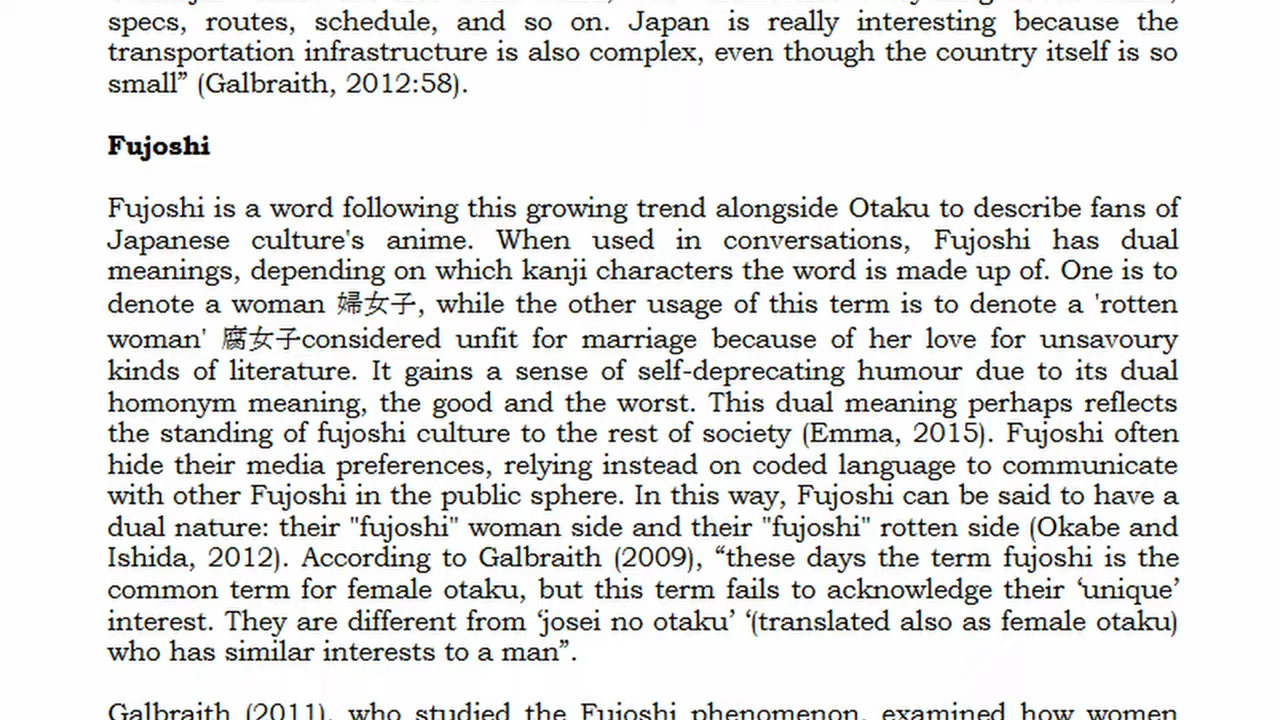 specs, routes, schedule, and so on. Japan is really interesting because the
transportation infrastructure is also complex, even though the country itself is so
small” (Galbraith, 2012:58).
Fujoshi
Fujoshi is a word following this growing trend alongside Otaku to describe fans of
Japanese culture's anime. When used in conversations, Fujoshi has dual
meanings, depending on which kanji characters the word is made up of. One is to
denote a woman 婦女子, while the other usage of this term is to denote a 'rotten
woman' 腐女子considered unfit for marriage because of her love for unsavoury
kinds of literature. It gains a sense of self-deprecating humour due to its dual
homonym meaning, the good and the worst. This dual meaning perhaps reflects
the standing of fujoshi culture to the rest of society (Emma, 2015). Fujoshi often
hide their media preferences, relying instead on coded language to communicate
with other Fujoshi in the public sphere. In this way, Fujoshi can be said to have a
dual nature: their "fujoshi" woman side and their "fujoshi" rotten side (Okabe and
Ishida, 2012). According to Galbraith (2009), “these days the term fujoshi is the
common term for female otaku, but this term fails to acknowledge their ‘unique’
interest. They are different from ‘josei no otaku’ ‘(translated also as female otaku)
who has similar interests to a man”.
Galbraith (2011), who studied the Fujoshi phenomenon, examined how women